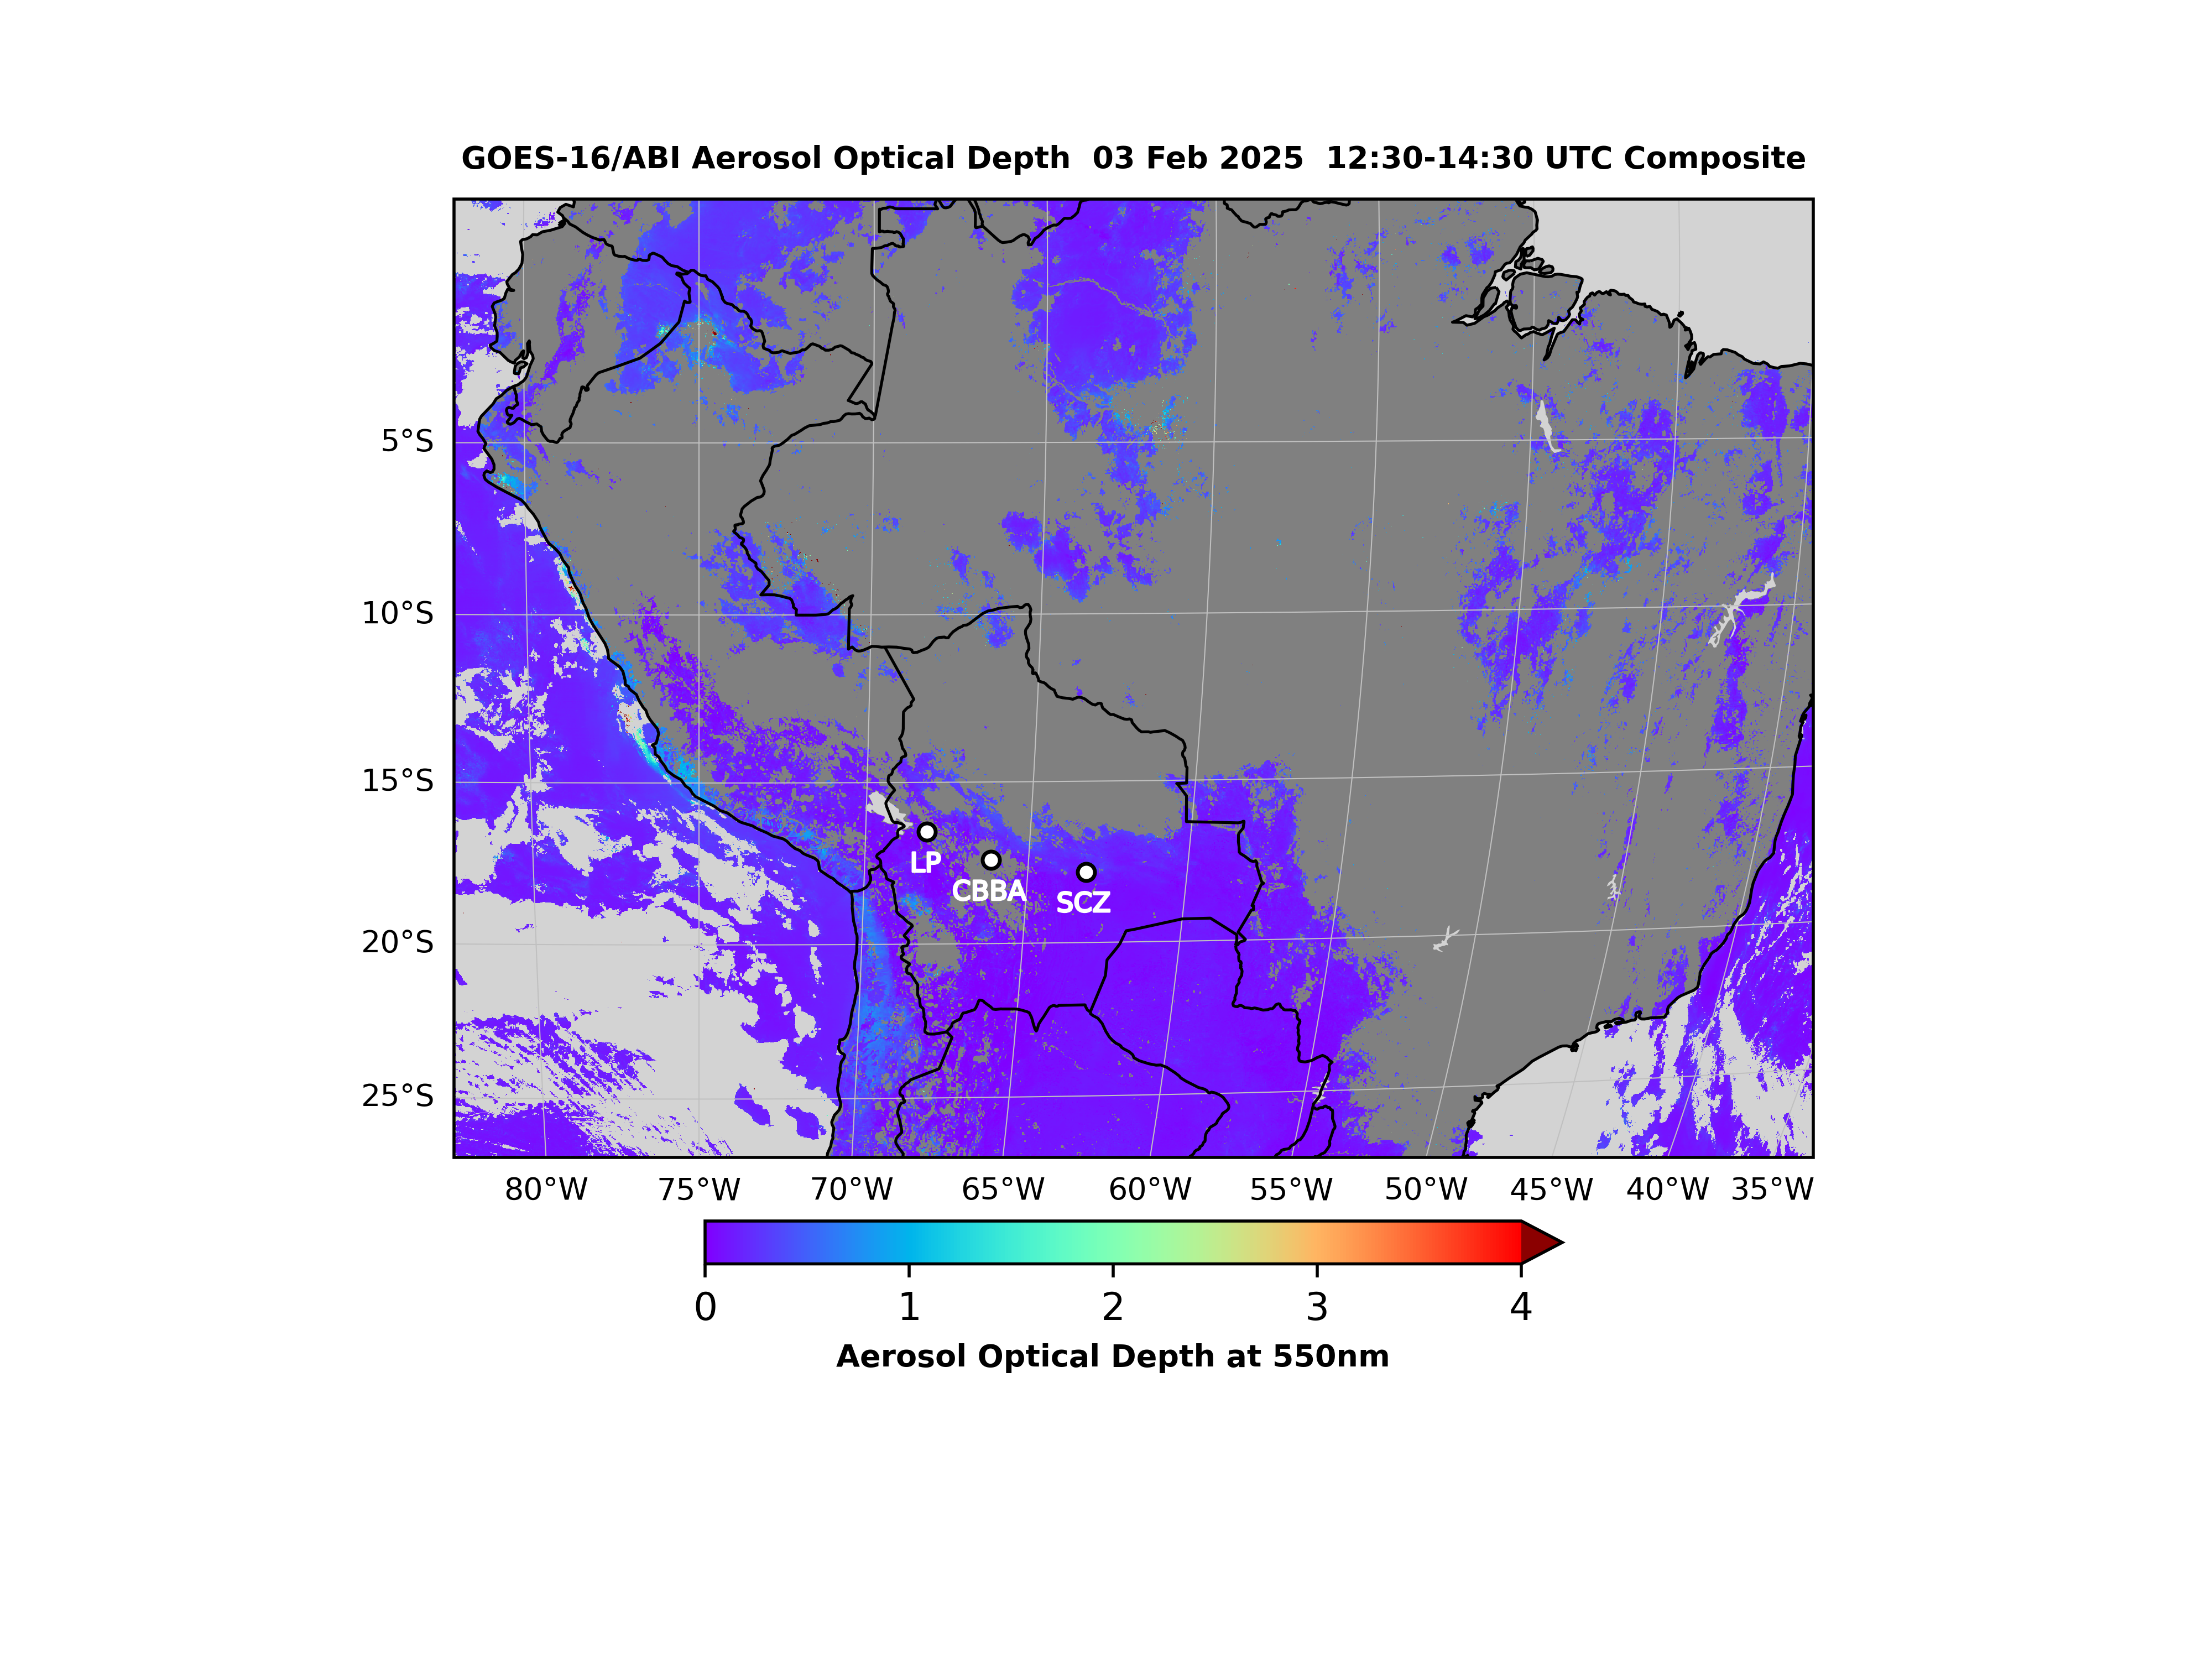 GOES-16/ABI Aerosol Optical Depth  03 Feb 2025  12:30-14:30 UTC Composite
5°S
10°S
15°S
LP
CBBA
SCZ
20°S
25°S
80°W 75°W 70°W 65°W 60°W 55°W 50°W 45°W 40°W 35°W
0 1 2 3 4
Aerosol Optical Depth at 550nm